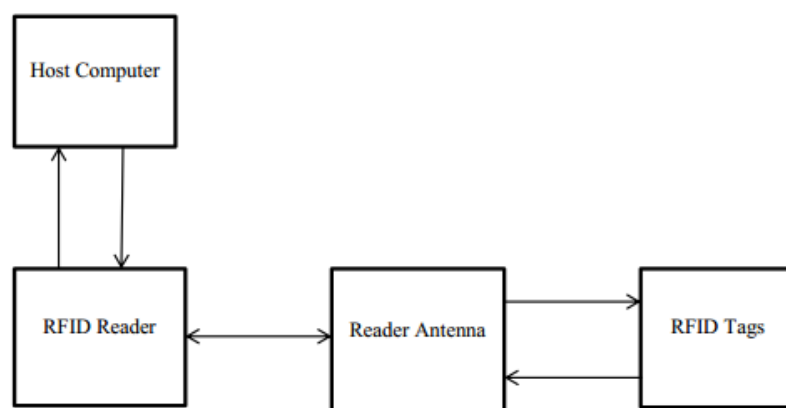 Host Computer
RFID Reader
Reader Antenna
RFID Tags